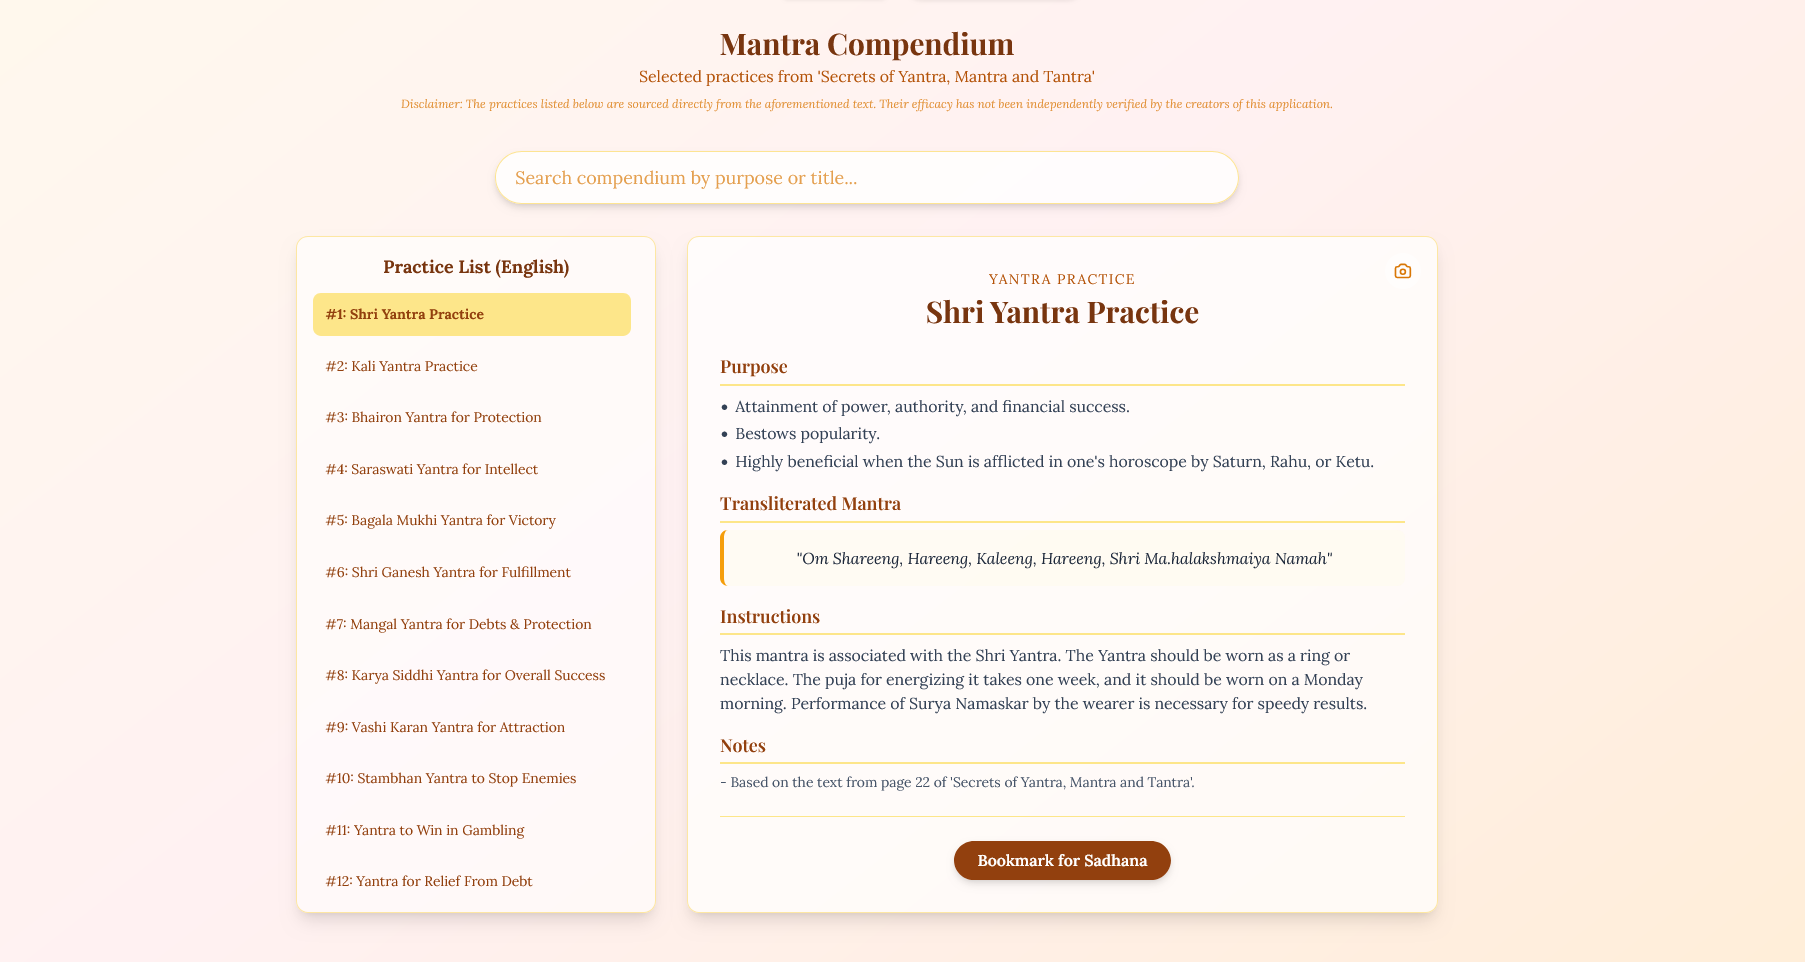 Mantra Compendium
Selected practices from 'Secrets of Yantra, Mantra and Tantra'
Disclaimer: The practices listed below are sourced directly from the aforementioned text. Their efficacy has not been independently verified by the creators of this application.
Search compendium by purpose or title...
Practice List (English)
#1: Shri Yantra Practice
#2: Kali Yantra Practice
#3: Bhairon Yantra for Protection
#4: Saraswati Yantra for Intellect
#5: Bagala Mukhi Yantra for Victory
#6: Shri Ganesh Yantra for Fulfillment
#7: Mangal Yantra for Debts & Protection
#8: Karya Siddhi Yantra for Overall Success
#9: Vashi Karan Yantra for Attraction
#10: Stambhan Yantra to Stop Enemies
#11: Yantra to Win in Gambling
#12: Yantra for Relief From Debt
YANTRA PRACTICE
Shri Yantra Practice
Purpose
• Attainment of power, authority, and financial success.
• Bestows popularity.
• Highly beneficial when the Sun is afflicted in one's horoscope by Saturn, Rahu, or Ketu.
Transliterated Mantra
"Om Shareeng, Hareeng, Kaleeng, Hareeng, Shri Ma.halakshmaiya Namah"
Instructions
This mantra is associated with the Shri Yantra. The Yantra should be worn as a ring or
necklace. The puja for energizing it takes one week, and it should be worn on a Monday
morning. Performance of Surya Namaskar by the wearer is necessary for speedy results.
Notes
- Based on the text from page 22 of 'Secrets of Yantra, Mantra and Tantra'.
Bookmark for Sadhana